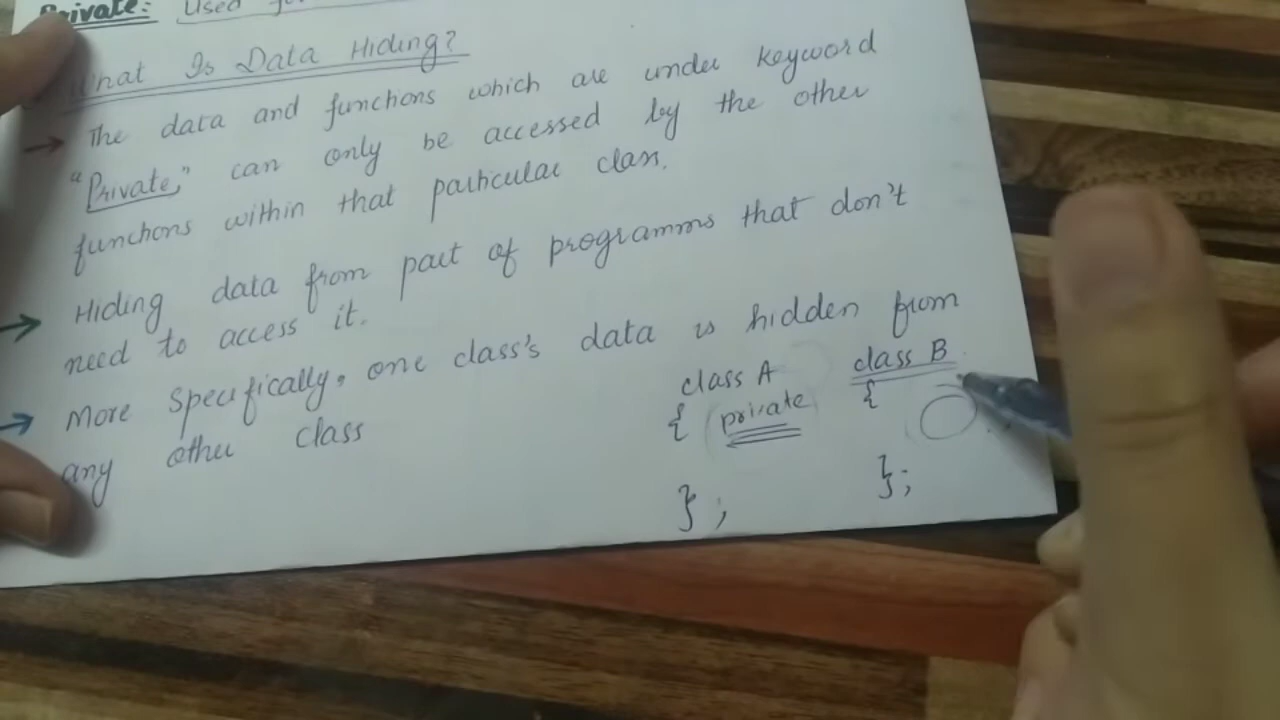 Private: Used
What Is Data Hiding?
The data and functions which are under keyword
"Private," can only be accessed by the other
functions within that particular class.
Hiding data from part of programms that don't
need to access it.
More Specifically, one class's data is hidden from
any other class
class A class B
{ private {
}; };